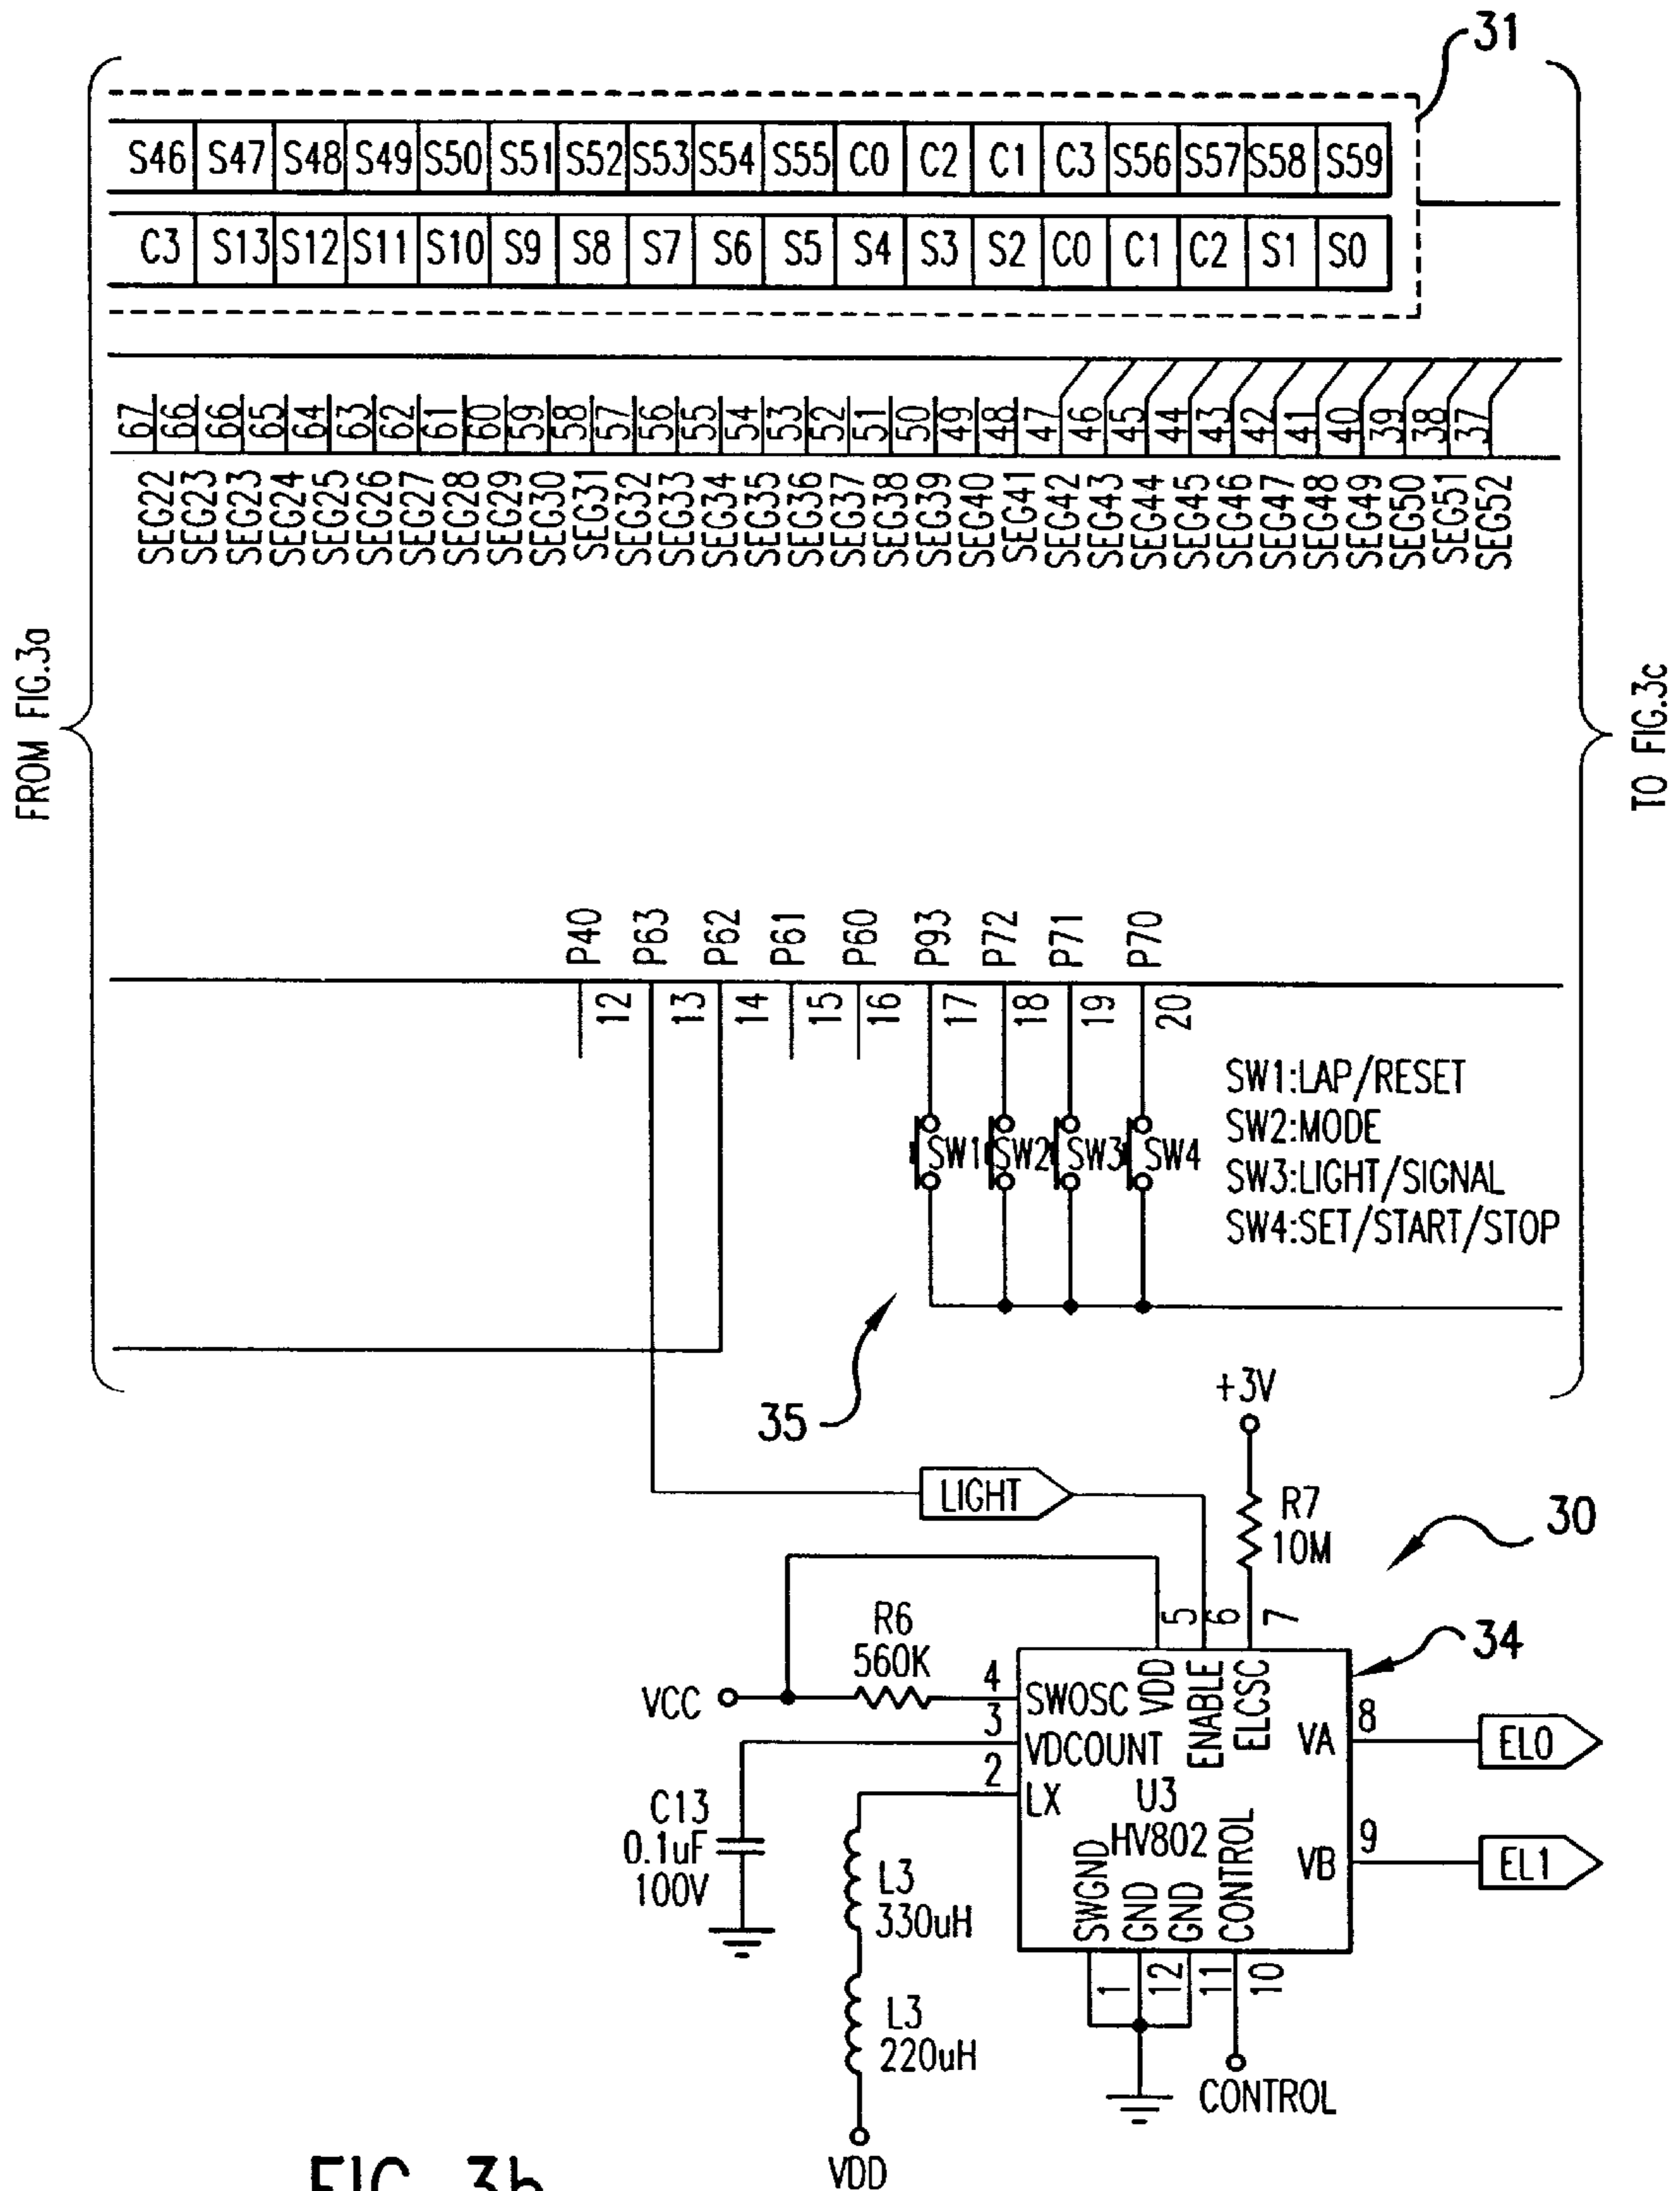 31
S46 S47 S48 S49 S50 S51 S52 S53 S54 S55 C0 C2 C1 C3 S56 S57 S58 S59
C3 S13 S12 S11 S10 S9 S8 S7 S6 S5 S4 S3 S2 C0 C1 C2 S1 S0
67 66 66 65 64 63 62 61 60 59 58 57 56 55 54 53 52 51 50 49 48 47 46 45 44 43 42 41 40 39 38 37
SEG22 SEG23 SEG23 SEG24 SEG25 SEG26 SEG27 SEG28 SEG29 SEG30 SEG31 SEG32 SEG33 SEG34 SEG35 SEG36 SEG37 SEG38 SEG39 SEG40 SEG41 SEG42 SEG43 SEG44 SEG45 SEG46 SEG47 SEG48 SEG49 SEG50 SEG51 SEG52
FROM FIG.3a
TO FIG.3c
P40 P63 P62 P61 P60 P93 P72 P71 P70
12 13 14 15 16 17 18 19 20
SW1 SW2 SW3 SW4
SW1:LAP/RESET
SW2:MODE
SW3:LIGHT/SIGNAL
SW4:SET/START/STOP
35
+3V
LIGHT
R7
10M
30
R6
560K
5 6 7
34
VCC
4
SWOSC
VDD
ENABLE
ELCSC
3
VDCOUNT
2
LX
U3
HV802
VA
8
EL0
VB
9
EL1
C13
0.1uF
100V
L3
330uH
SWGND
GND
GND
CONTROL
1 12 11 10
L3
220uH
CONTROL
VDD
FIG. 3b